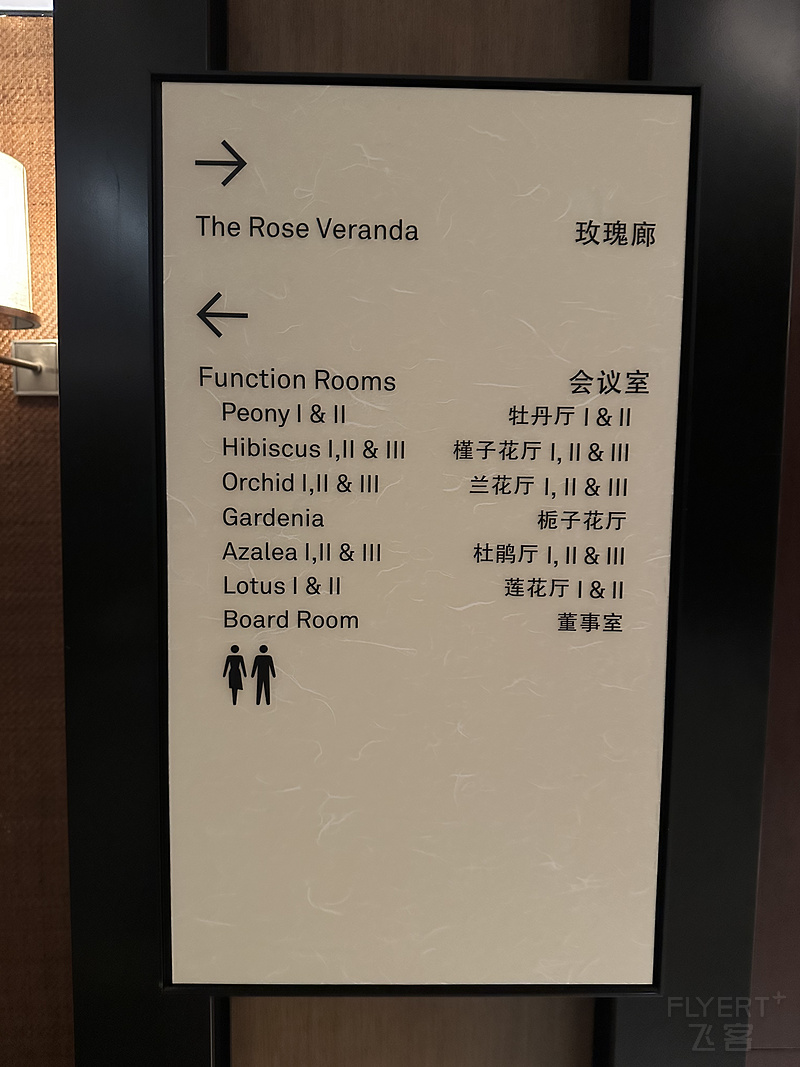 →
The Rose Veranda 玫瑰廊
←
Function Rooms 会议室
Peony I & II 牡丹厅 I & II
Hibiscus I,II & III 槿子花厅 I, II & III
Orchid I,II & III 兰花厅 I, II & III
Gardenia 栀子花厅
Azalea I,II & III 杜鹃厅 I, II & III
Lotus I & II 莲花厅 I & II
Board Room 董事室
FLYERT+
飞客